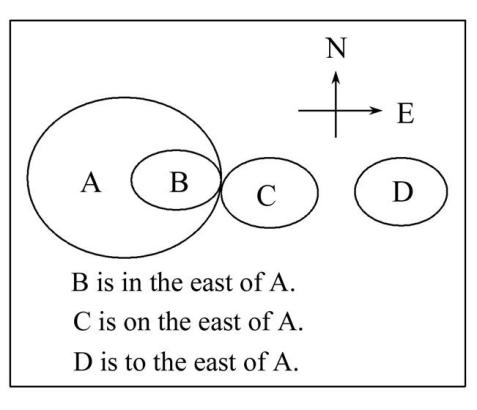 N
E
A B C D
B is in the east of A.
C is on the east of A.
D is to the east of A.